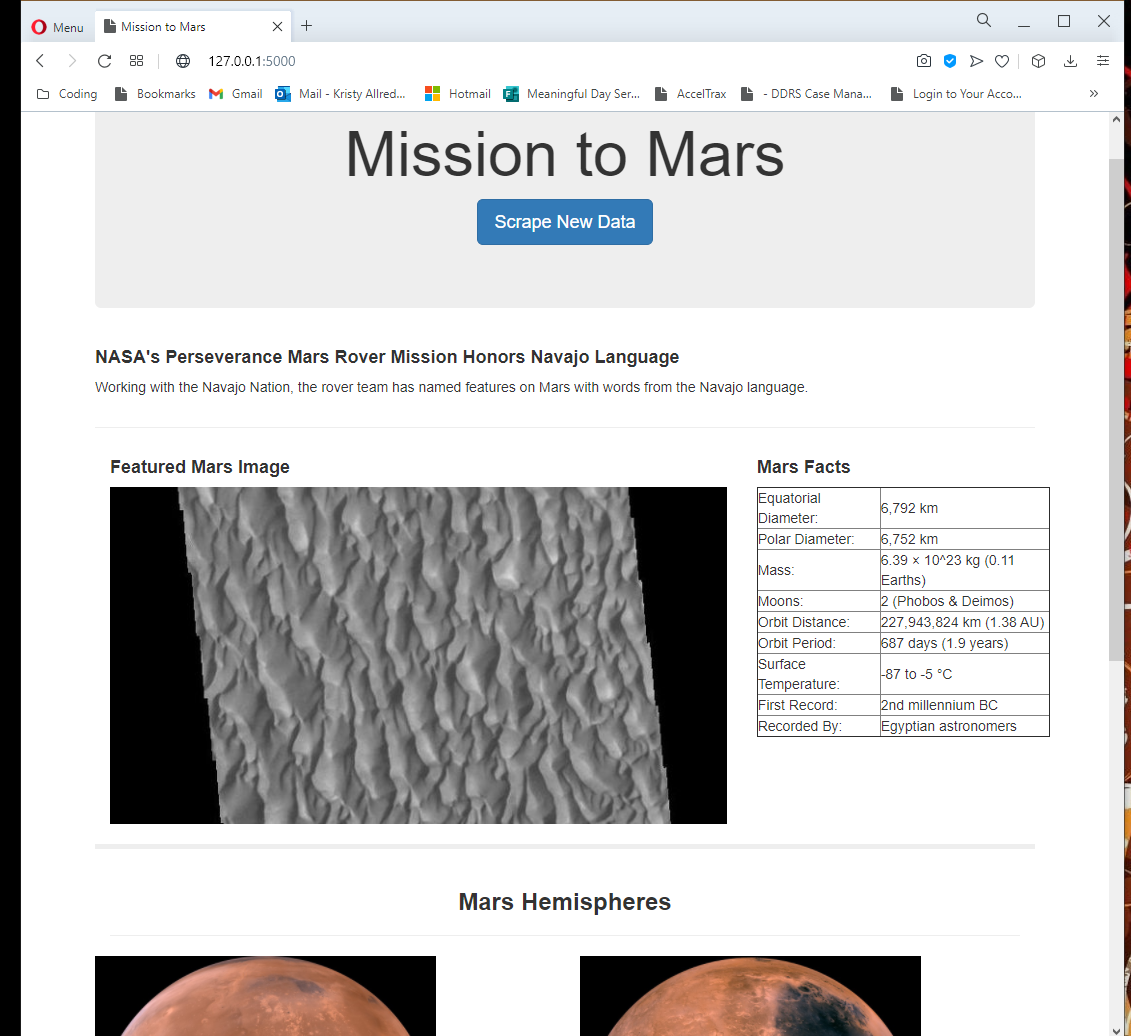 Menu
Mission to Mars
127.0.0.1:5000
Coding
Bookmarks
Gmail
Mail - Kristy Allred...
Hotmail
Meaningful Day Ser...
AccelTrax
- DDRS Case Mana...
Login to Your Acco...
»
Mission to Mars
Scrape New Data
NASA's Perseverance Mars Rover Mission Honors Navajo Language
Working with the Navajo Nation, the rover team has named features on Mars with words from the Navajo language.
Featured Mars Image
Mars Facts
Equatorial
Diameter:
6,792 km
Polar Diameter:
6,752 km
Mass:
6.39 × 10^23 kg (0.11
Earths)
Moons:
2 (Phobos & Deimos)
Orbit Distance:
227,943,824 km (1.38 AU)
Orbit Period:
687 days (1.9 years)
Surface
Temperature:
-87 to -5 °C
First Record:
2nd millennium BC
Recorded By:
Egyptian astronomers
Mars Hemispheres